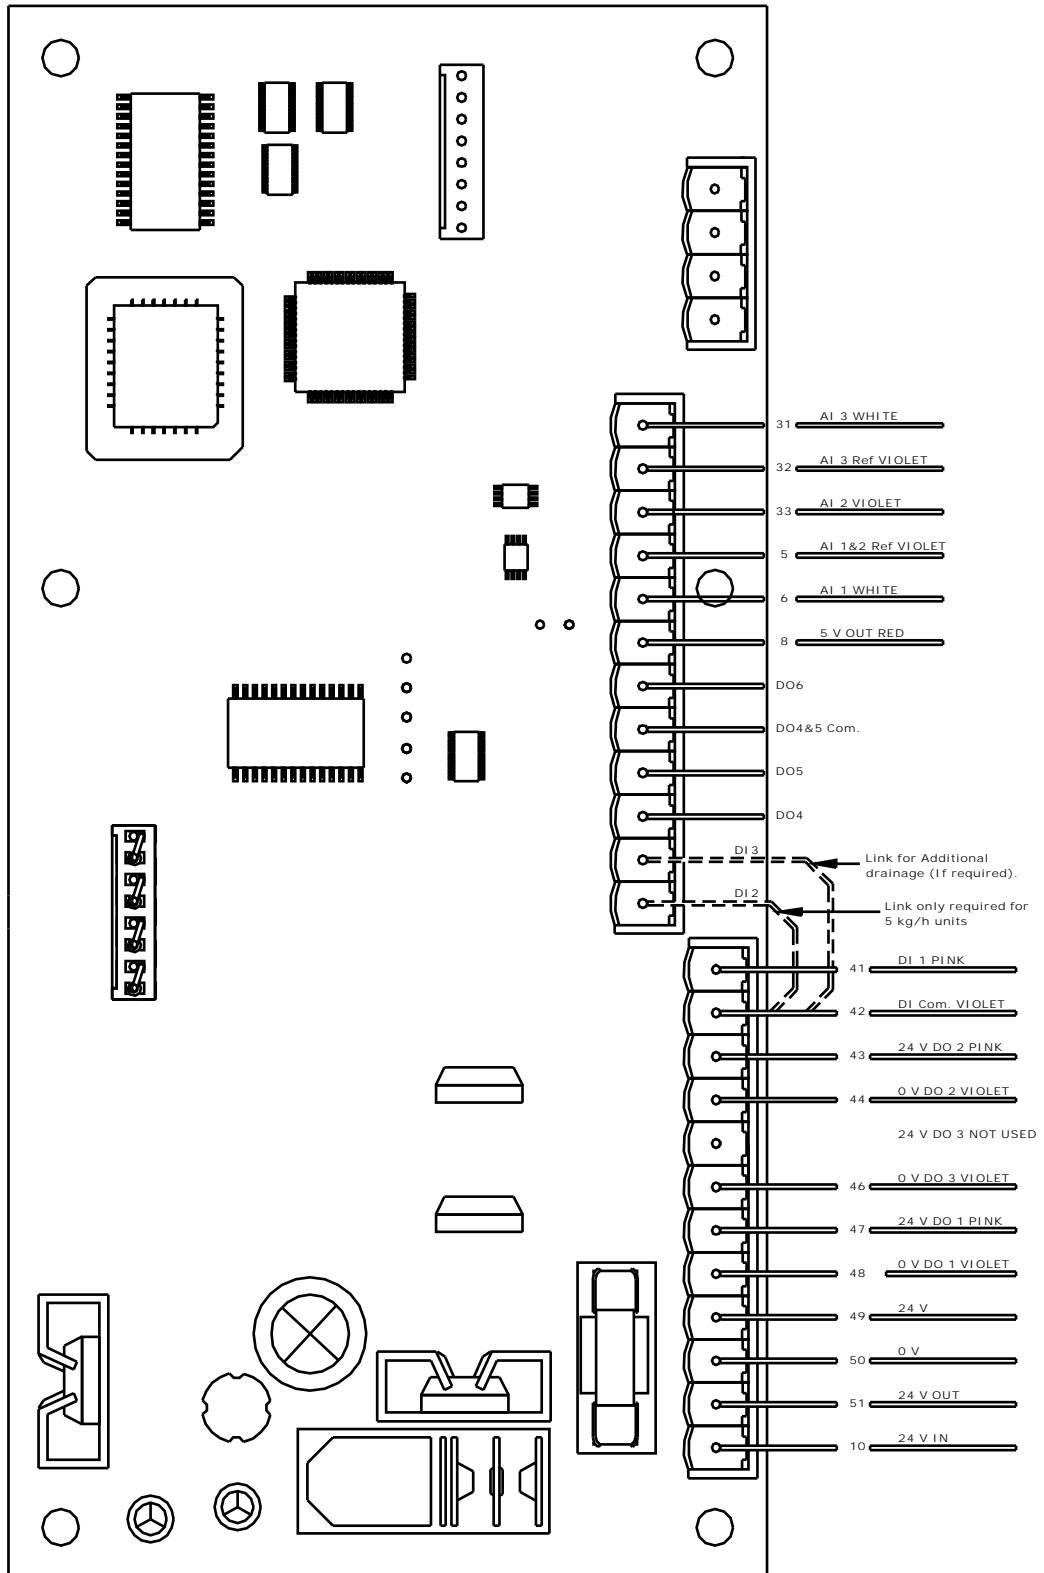 31 AI 3 WHITE
32 AI 3 Ref VIOLET
33 AI 2 VIOLET
5 AI 1&2 Ref VIOLET
6 AI 1 WHITE
8 5 V OUT RED
DO6
DO4&5 Com.
DO5
DO4
DI3
Link for Additional
drainage (If required).
DI2
Link only required for
5 kg/h units
41 DI 1 PINK
42 DI Com. VIOLET
43 24 V DO 2 PINK
44 0 V DO 2 VIOLET
24 V DO 3 NOT USED
46 0 V DO 3 VIOLET
47 24 V DO 1 PINK
48 0 V DO 1 VIOLET
49 24 V
50 0 V
51 24 V OUT
10 24 V IN